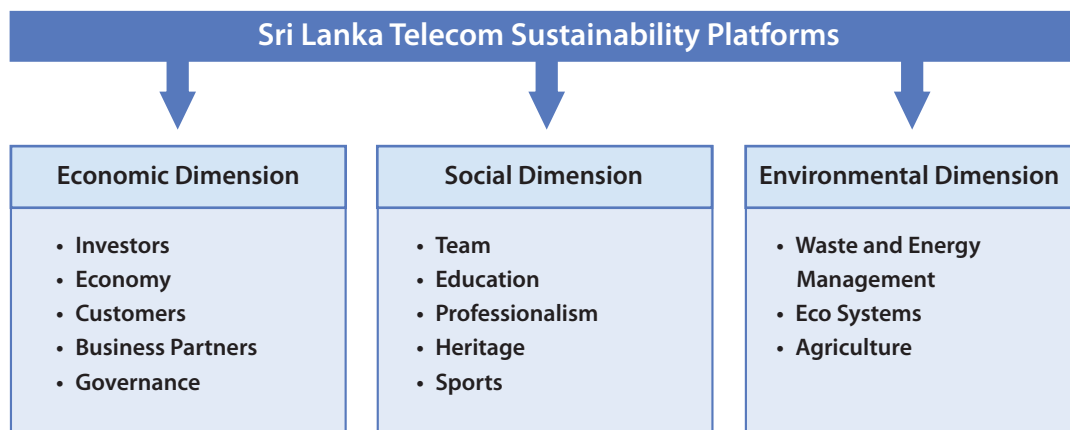 Sri Lanka Telecom Sustainability Platforms
Economic Dimension
• Investors
• Economy
• Customers
• Business Partners
• Governance
Social Dimension
• Team
• Education
• Professionalism
• Heritage
• Sports
Environmental Dimension
• Waste and Energy
Management
• Eco Systems
• Agriculture